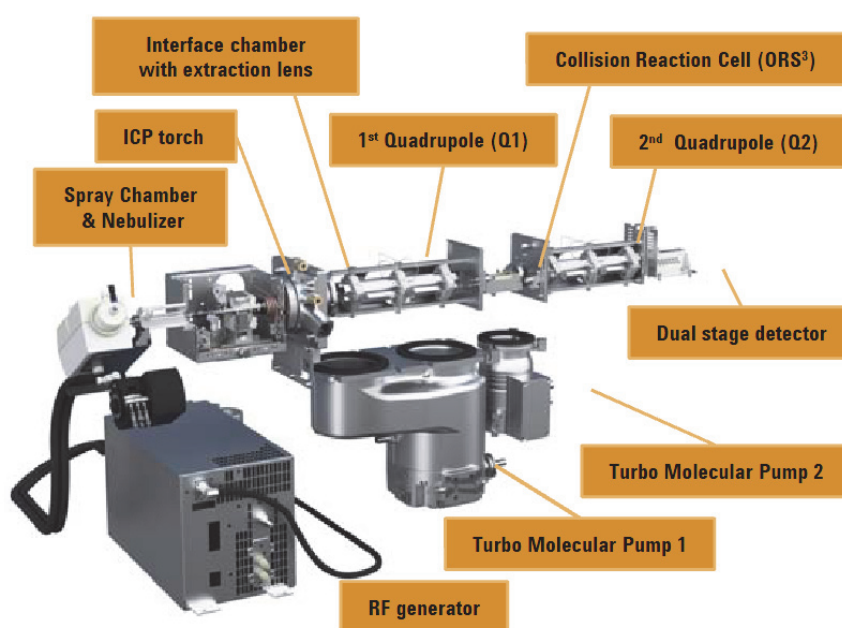 Interface chamber
with extraction lens
Collision Reaction Cell (ORS³)
ICP torch
1st Quadrupole (Q1)
2nd Quadrupole (Q2)
Spray Chamber
& Nebulizer
Dual stage detector
Turbo Molecular Pump 2
Turbo Molecular Pump 1
RF generator